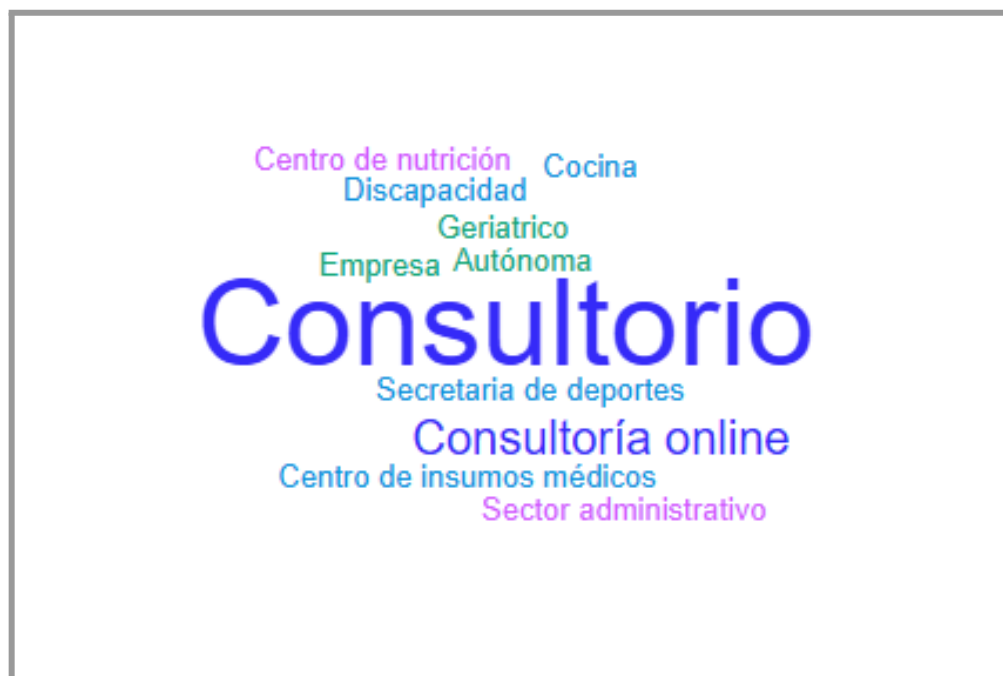 Centro de nutrición
Cocina
Discapacidad
Geriatrico
Empresa
Autónoma
Consultorio
Secretaria de deportes
Consultoría online
Centro de insumos médicos
Sector administrativo